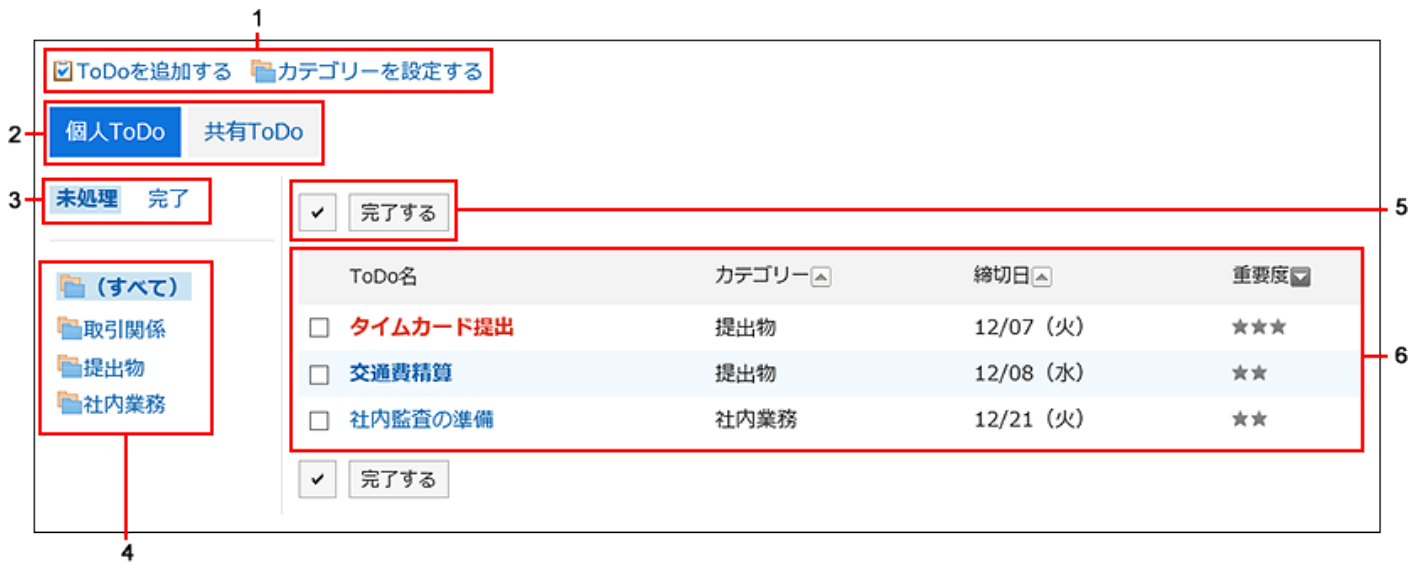 1
ToDoを追加する カテゴリーを設定する
2 個人ToDo 共有ToDo
3 未処理 完了
完了する 5
ToDo名 カテゴリー 締切日 重要度
(すべて)
取引関係 タイムカード提出 提出物 12/07（火） ★★★
提出物 交通費精算 提出物 12/08（水） ★★ 6
社内業務 社内監査の準備 社内業務 12/21（火） ★★
完了する
4